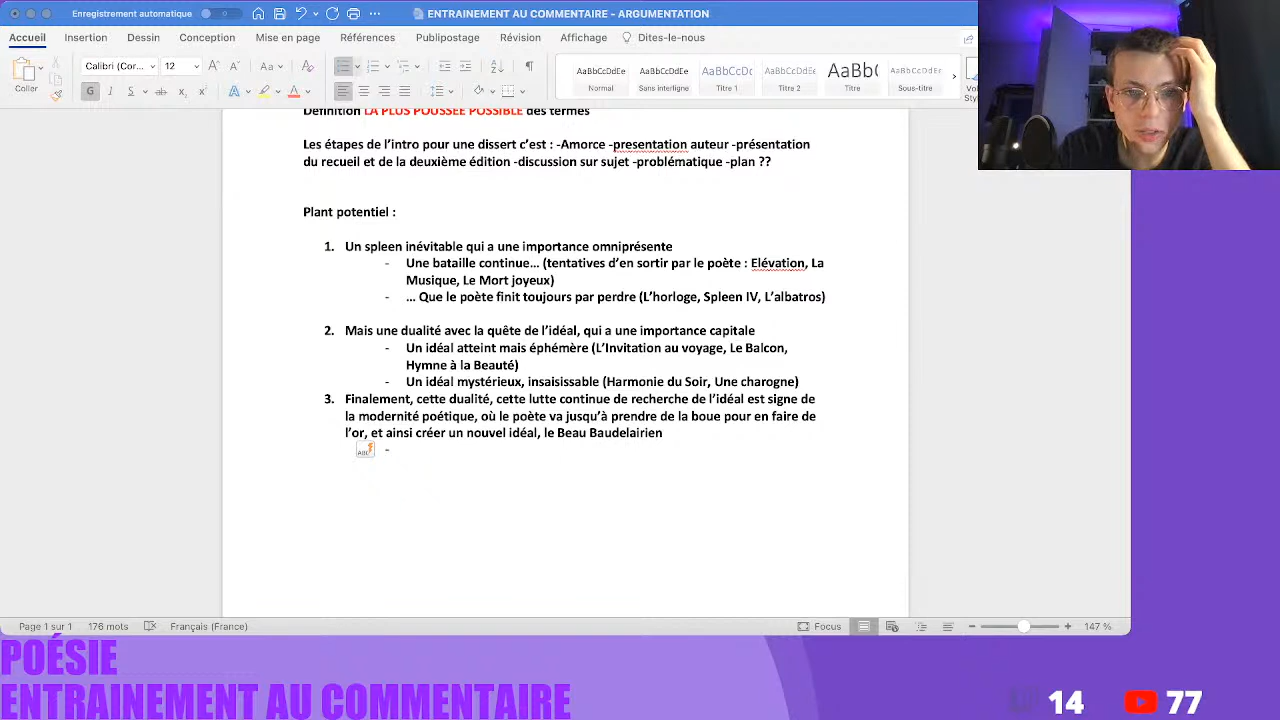 Enregistrement automatique
ENTRAINEMENT AU COMMENTAIRE - ARGUMENTATION
Accueil Insertion Dessin Conception Mise en page Références Publipostage Révision Affichage Dites-le-nous
Coller
Calibri (Cor... 12
AaBbCcDdEe AaBbCcDdEe AaBbCcDc AaBbCcDdEe AaBb( AaBbCcDdEe
Normal Sans interligne Titre 1 Titre 2 Titre Sous-titre
Définition LA PLUS POUSSEE POSSIBLE des termes
Les étapes de l'intro pour une dissert c'est : -Amorce -presentation auteur -présentation
du recueil et de la deuxième édition -discussion sur sujet -problématique -plan ??
Plant potentiel :
1. Un spleen inévitable qui a une importance omniprésente
- Une bataille continue… (tentatives d'en sortir par le poète : Elévation, La
Musique, Le Mort joyeux)
- … Que le poète finit toujours par perdre (L'horloge, Spleen IV, L'albatros)
2. Mais une dualité avec la quête de l'idéal, qui a une importance capitale
- Un idéal atteint mais éphémère (L'Invitation au voyage, Le Balcon,
Hymne à la Beauté)
- Un idéal mystérieux, insaisissable (Harmonie du Soir, Une charogne)
3. Finalement, cette dualité, cette lutte continue de recherche de l'idéal est signe de
la modernité poétique, où le poète va jusqu'à prendre de la boue pour en faire de
l'or, et ainsi créer un nouvel idéal, le Beau Baudelairien
-
Page 1 sur 1 176 mots Français (France) Focus 147 %
POÉSIE
ENTRAINEMENT AU COMMENTAIRE
14 77